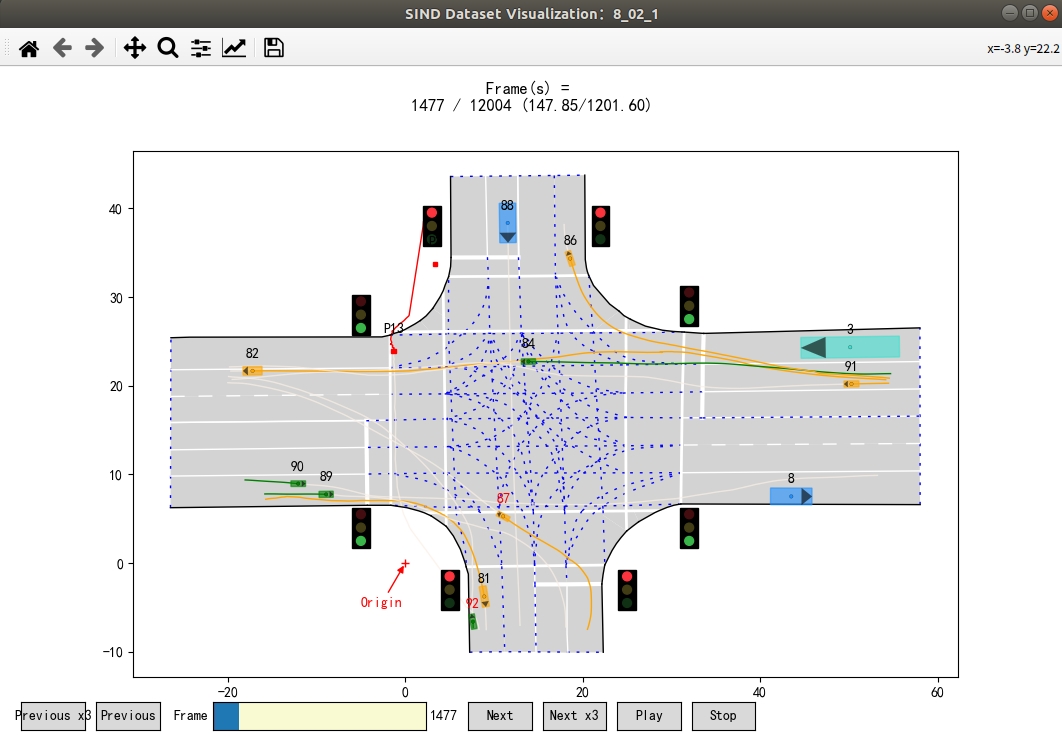 SIND Dataset Visualization: 8_02_1
x=-3.8 y=22.2
Frame(s) =
1477 / 12004 (147.85/1201.60)
40
30
20
10
0
−10
−20
0
20
40
60
88
86
P13
84
3
82
91
90
89
87
8
81
92
Origin
Previous x3
Previous
Frame
1477
Next
Next x3
Play
Stop